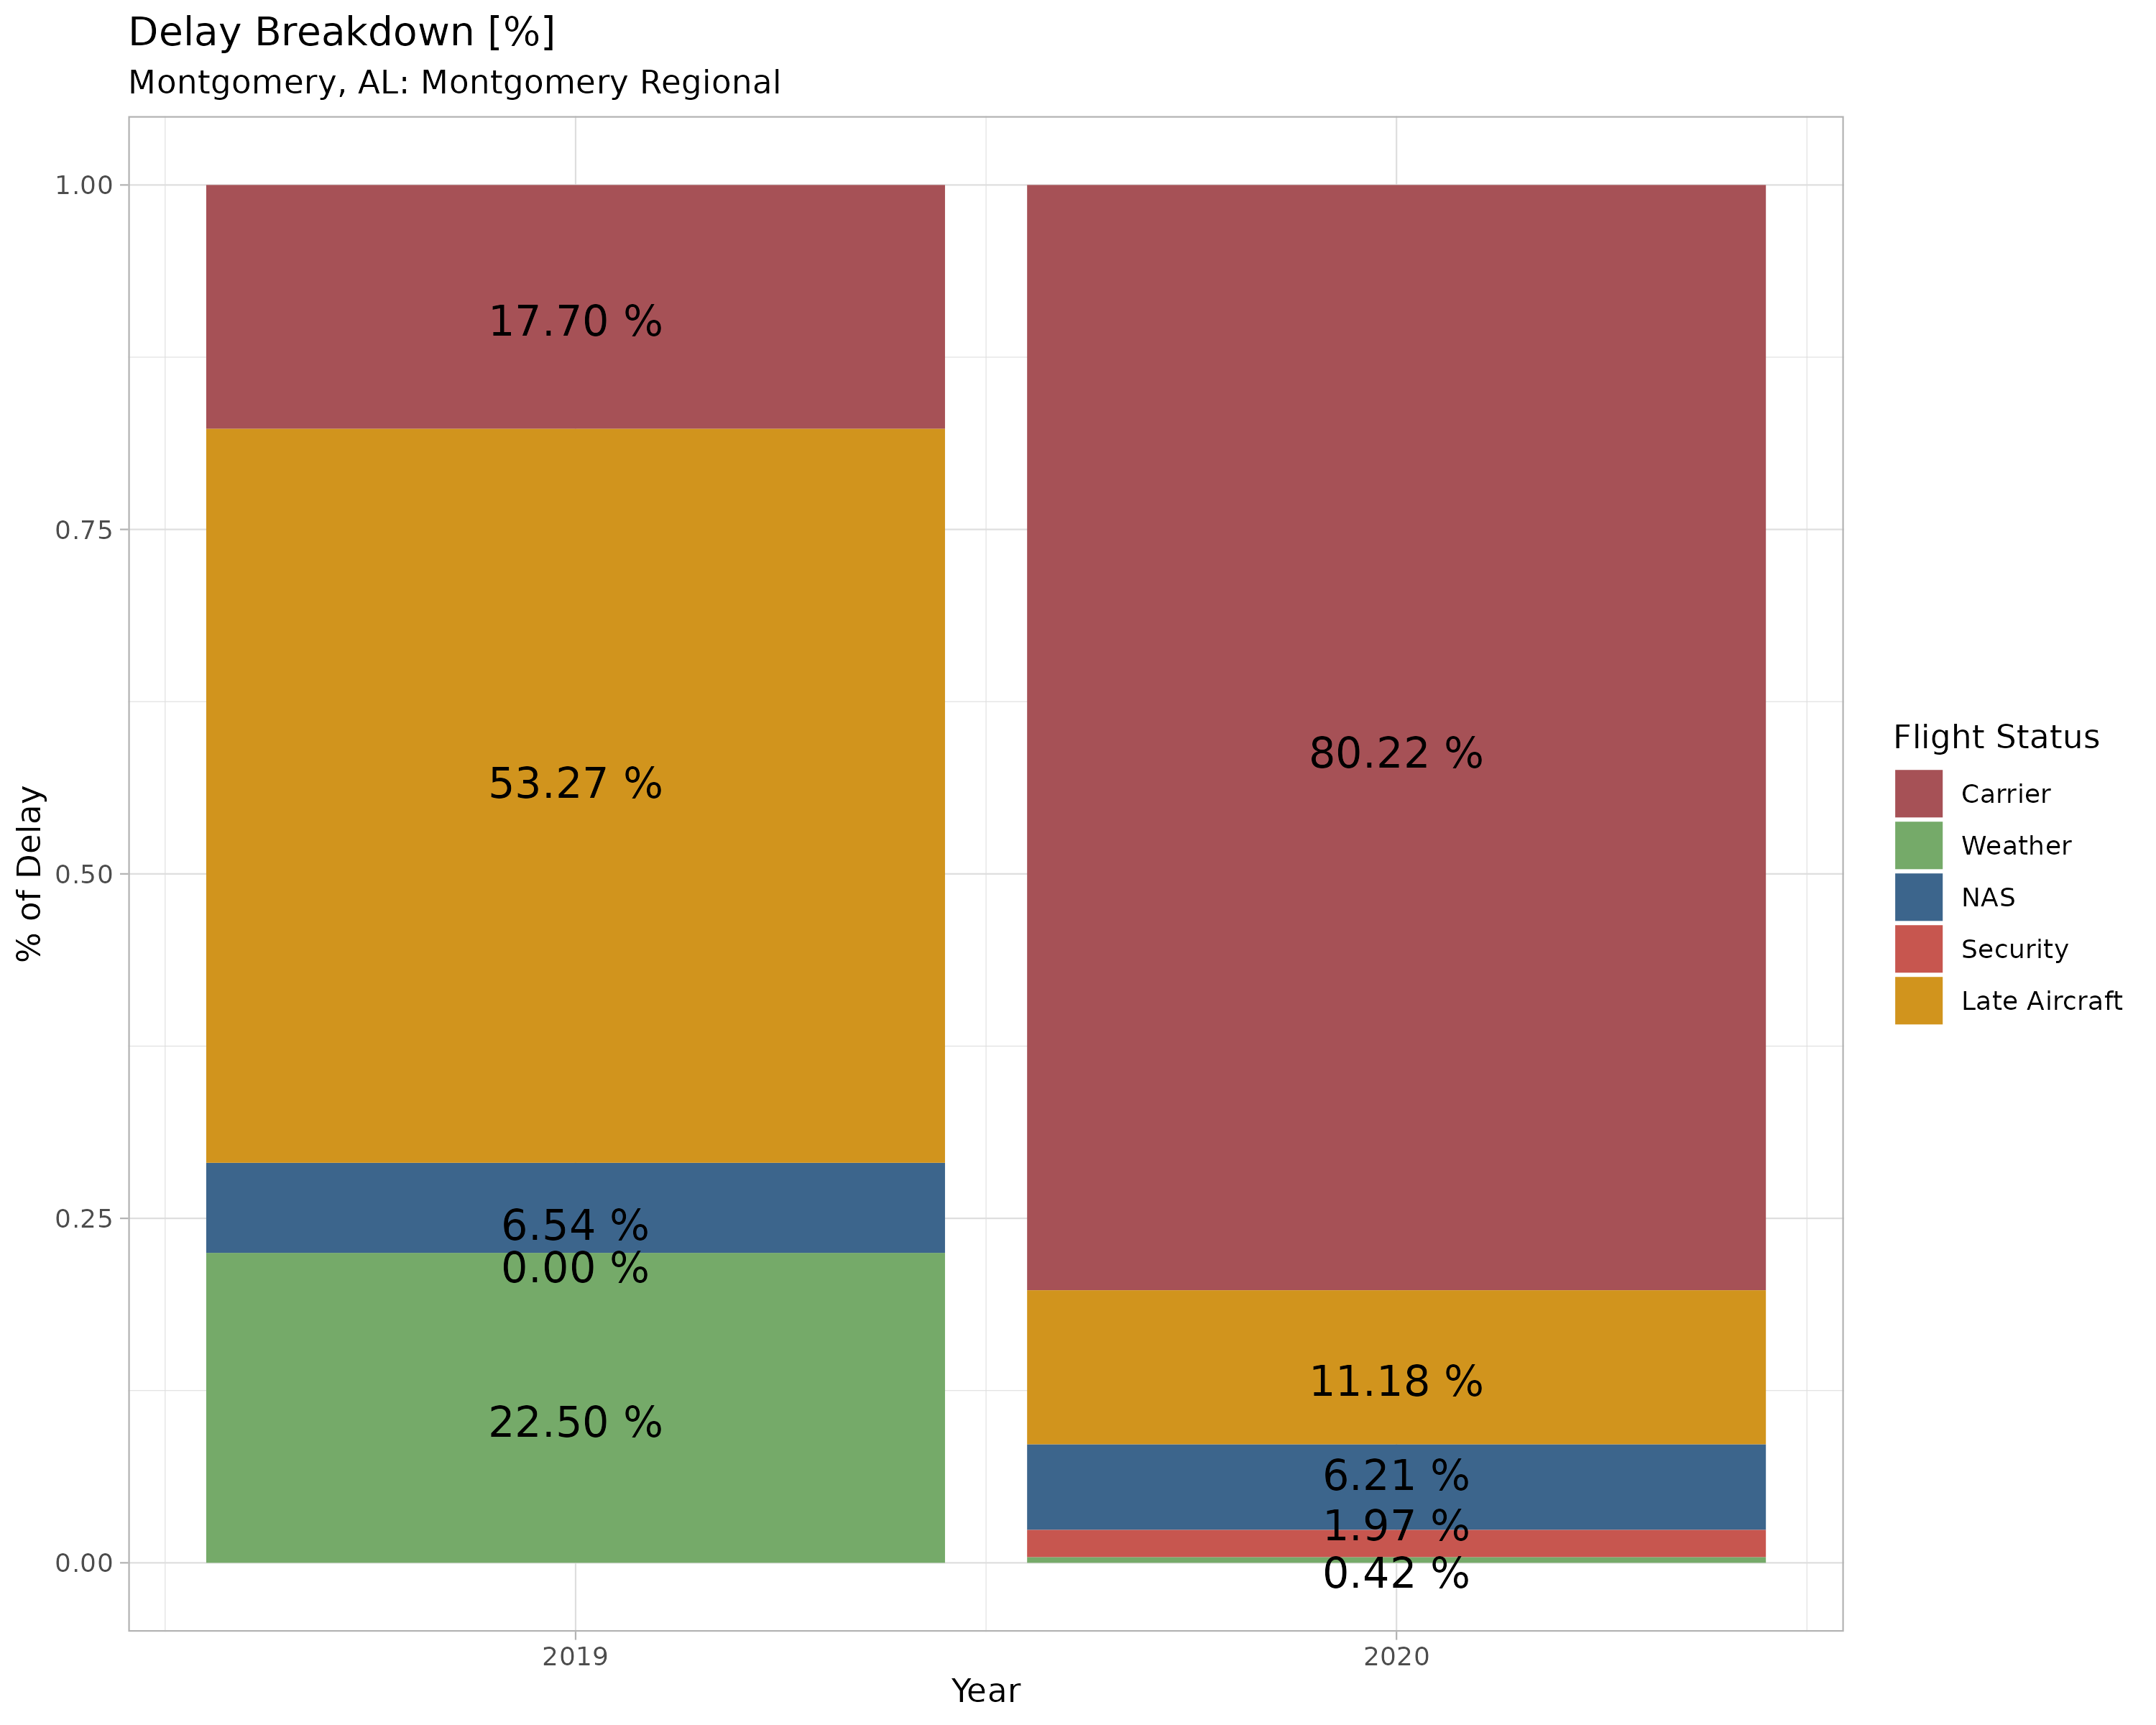 Delay Breakdown [%]
Montgomery, AL: Montgomery Regional
% of Delay
1.00
0.75
0.50
0.25
0.00
17.70 %
53.27 %
6.54 %
0.00 %
22.50 %
80.22 %
11.18 %
6.21 %
1.97 %
0.42 %
2019
2020
Year
Flight Status
Carrier
Weather
NAS
Security
Late Aircraft